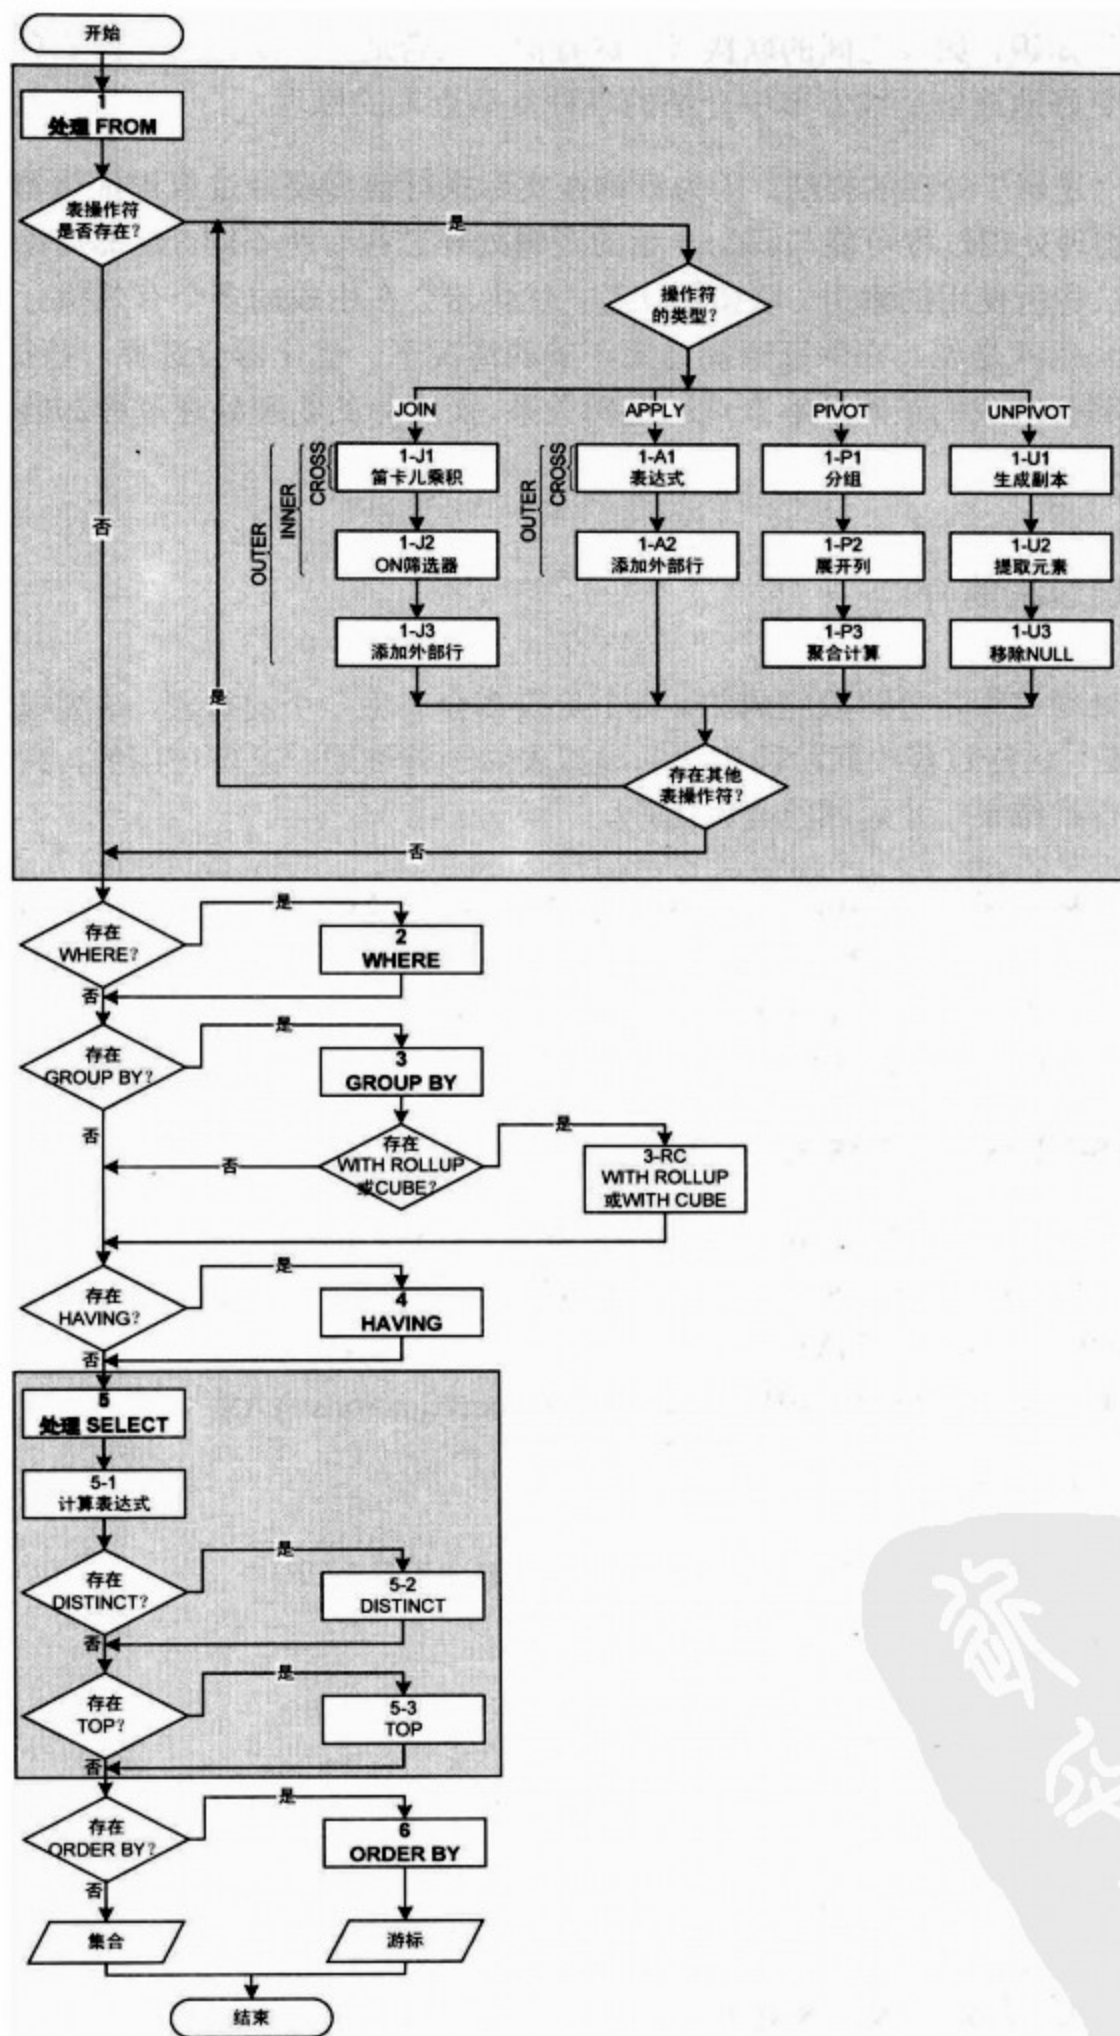 开始
1
处理 FROM
表操作符
是否存在?
是
操作符
的类型?
JOIN
APPLY
PIVOT
UNPIVOT
OUTER
INNER
CROSS
1-J1
笛卡儿乘积
OUTER
CROSS
1-A1
表达式
1-P1
分组
1-U1
生成副本
否
1-J2
ON筛选器
1-A2
添加外部行
1-P2
展开列
1-U2
提取元素
1-J3
添加外部行
1-P3
聚合计算
1-U3
移除NULL
是
存在其他
表操作符?
否
存在
WHERE?
是
2
WHERE
否
存在
GROUP BY?
是
3
GROUP BY
否
存在
WITH ROLLUP
或CUBE?
否
是
3-RC
WITH ROLLUP
或WITH CUBE
存在
HAVING?
是
4
HAVING
否
5
处理 SELECT
5-1
计算表达式
存在
DISTINCT?
是
5-2
DISTINCT
否
存在
TOP?
是
5-3
TOP
否
存在
ORDER BY?
是
6
ORDER BY
否
集合
游标
结束